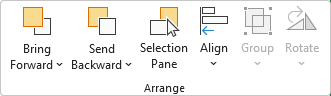 Bring Forward
Send Backward
Selection Pane
Align
Group
Rotate
Arrange